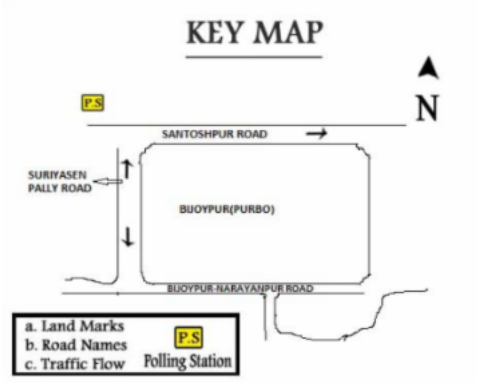 KEY MAP
P.S
N
SANTOSHPUR ROAD
SURIYASEN
PALLY ROAD
BIJOYPUR(PURBO)
BIJOYPUR-NARAYANPUR ROAD
a. Land Marks
b. Road Names
c. Traffic Flow
P.S
Polling Station